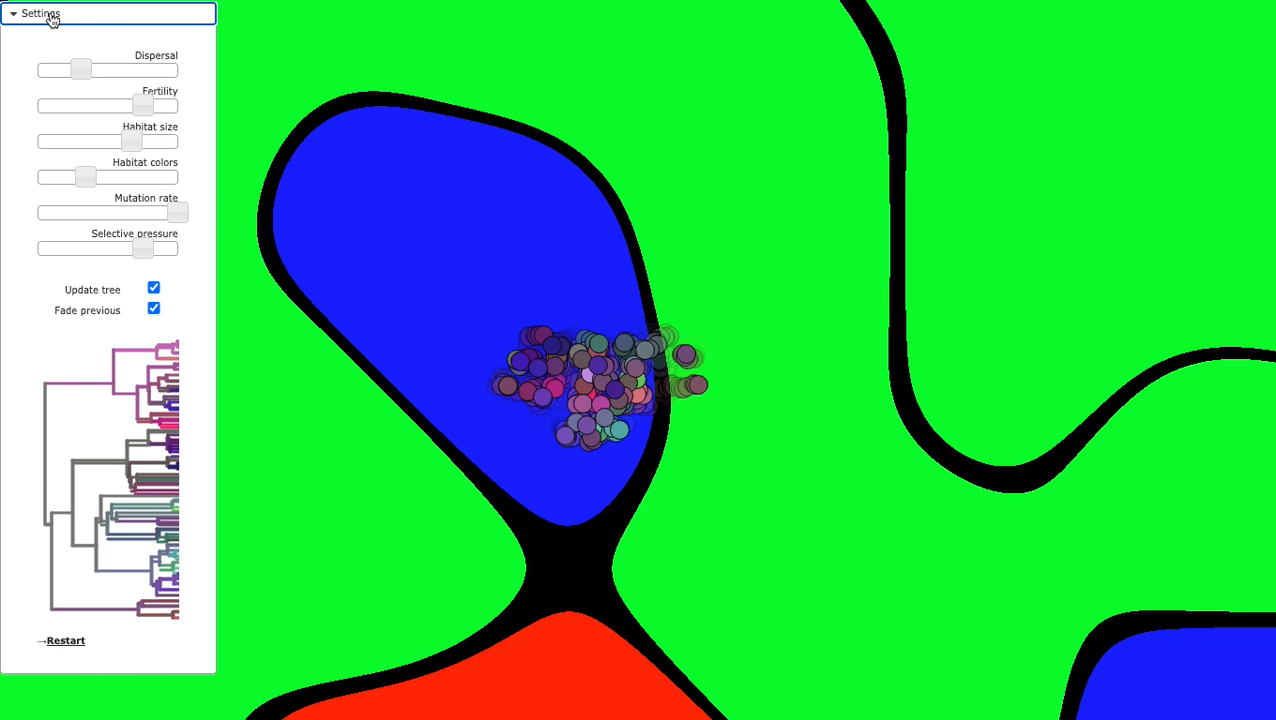 Settings
Dispersal
Fertility
Habitat size
Habitat colors
Mutation rate
Selective pressure
Update tree
Fade previous
→Restart